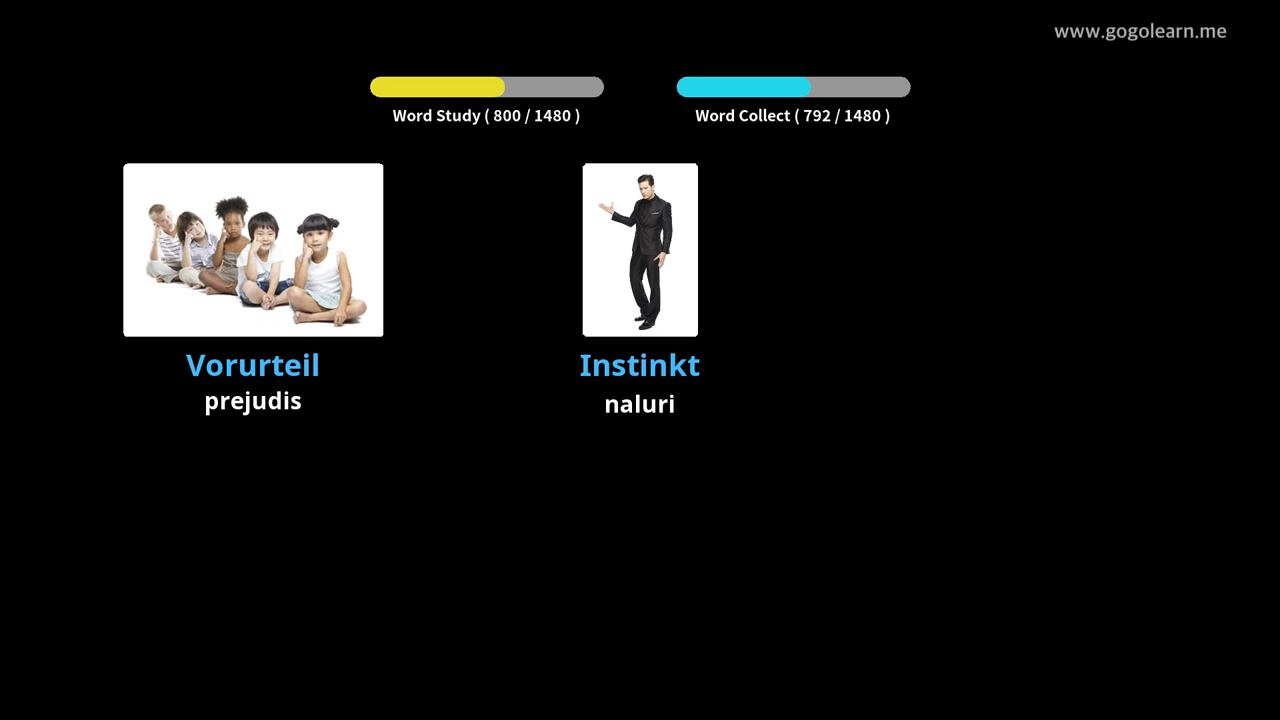 www.gogolearn.me
Word Study ( 800 / 1480 )
Word Collect ( 792 / 1480 )
Vorurteil
prejudis
Instinkt
naluri